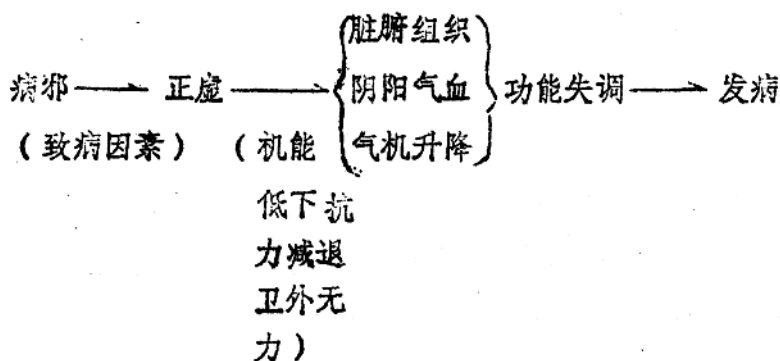 脏腑组织
病邪 → 正虚 → 阴阳气血 功能失调 → 发病
(致病因素) (机能 气机升降
低下抗
力减退
卫外无
力)